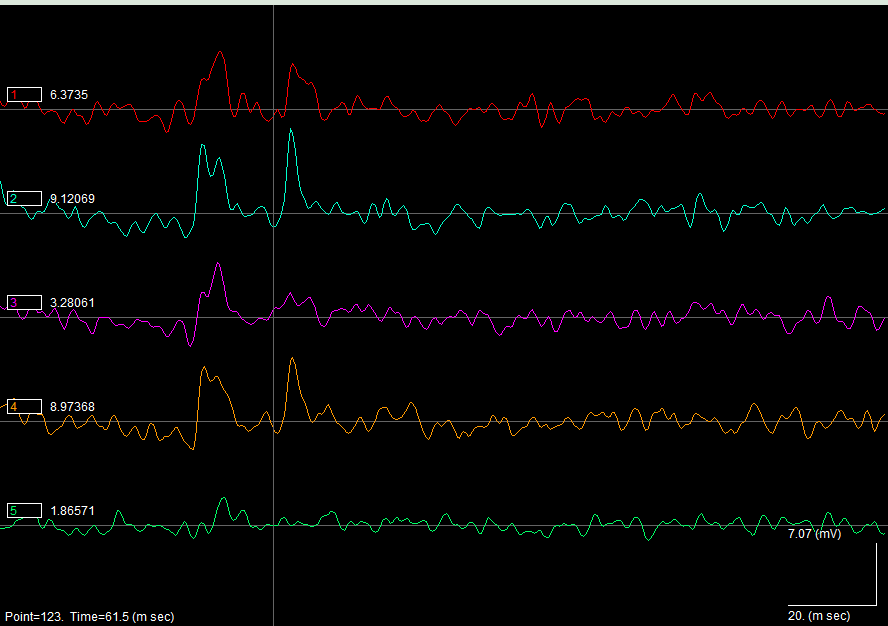 1 6.3735
2 9.12069
3 3.28061
4 8.97368
5 1.86571
7.07 (mV)
20. (m sec)
Point=123. Time=61.5 (m sec)